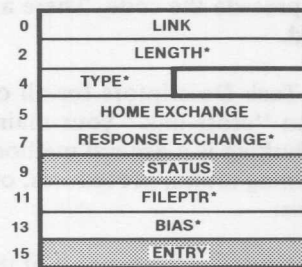 0 LINK
2 LENGTH*
4 TYPE*
5 HOME EXCHANGE
7 RESPONSE EXCHANGE*
9 STATUS
11 FILEPTR*
13 BIAS*
15 ENTRY